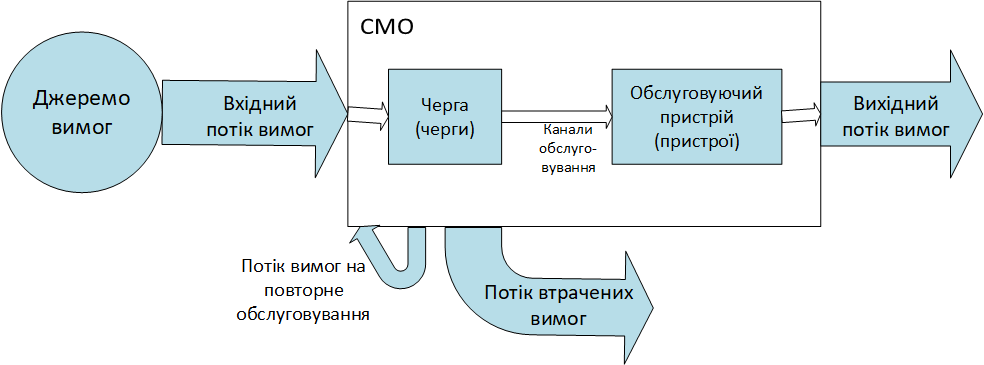 СМО
Джеремо
вимог
Вхідний
потік вимог
Черга
(черги)
Канали
обслуго-
вування
Обслуговуючий
пристрій
(пристрої)
Вихідний
потік вимог
Потік вимог на
повторне
обслуговування
Потік втрачених
вимог